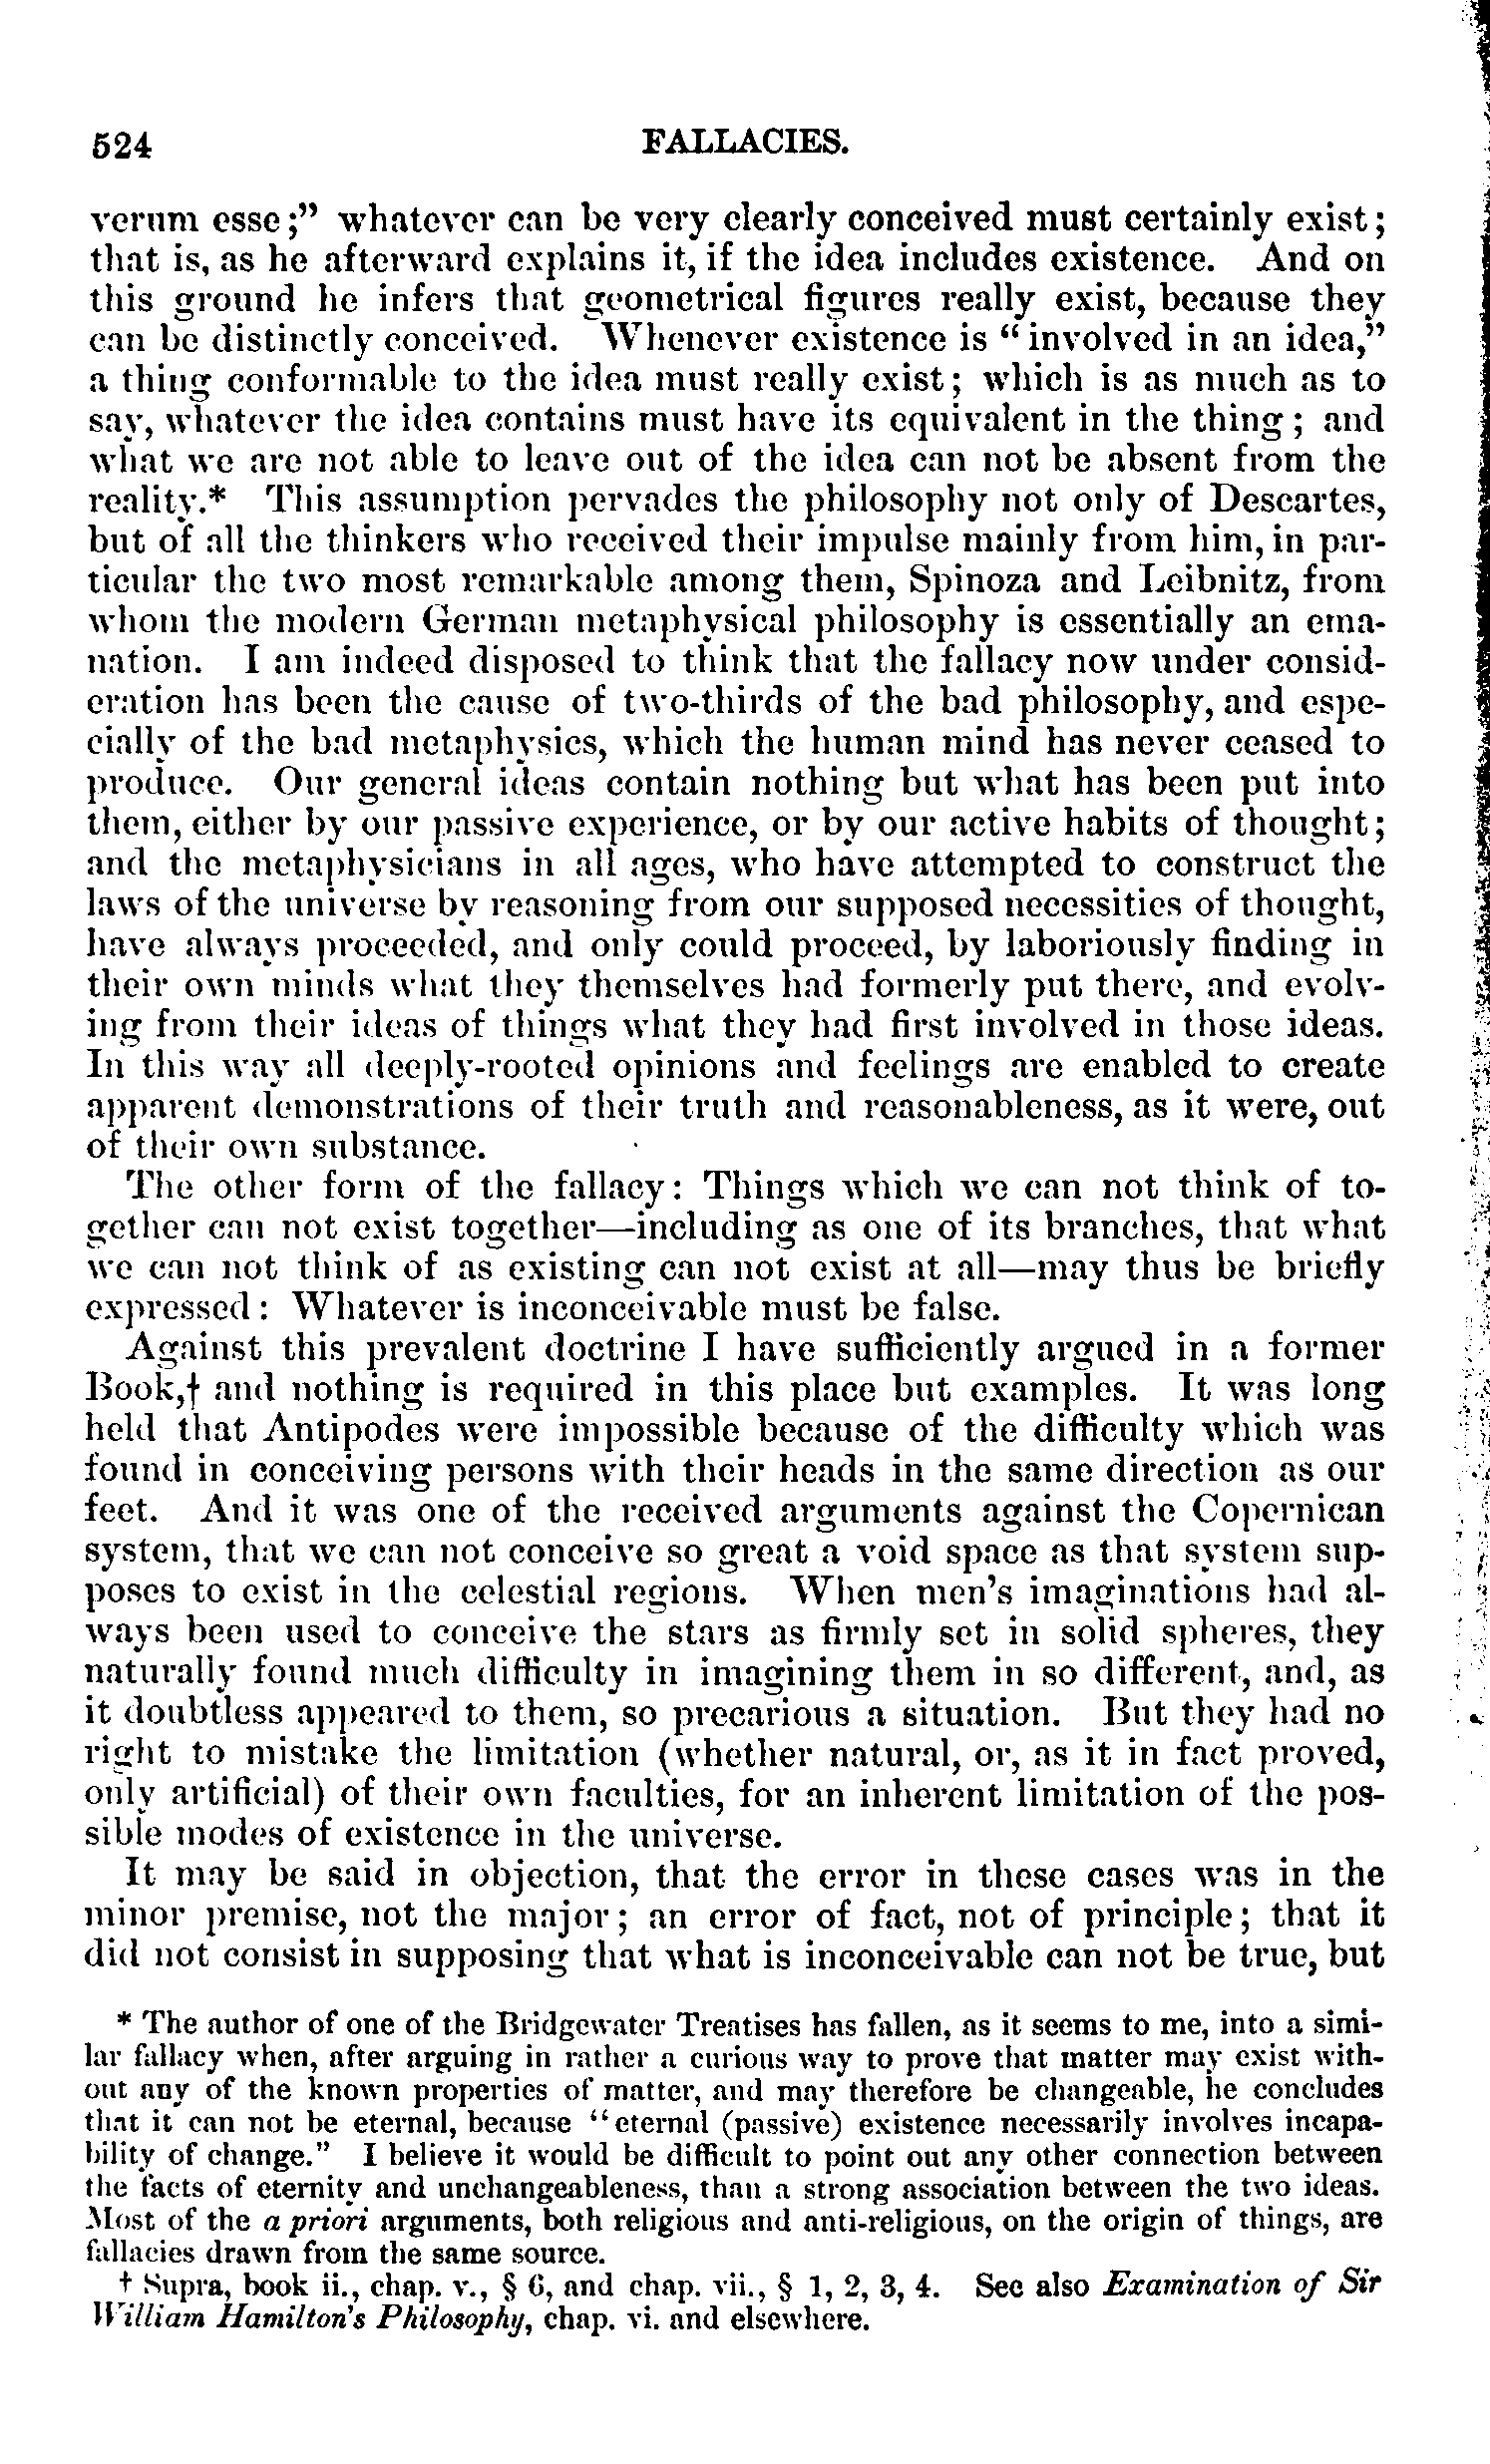 524 FALLACIES.
verum esse;” whatever can be very clearly conceived must certainly exist;
that is, as he afterward explains it, if the idea includes existence. And on
this ground he infers that geometrical figures really exist, because they
can be distinctly conceived. Whenever existence is “involved in an idea,”
a thing conformable to the idea must really exist; which is as much as to
say, whatever the idea contains must have its equivalent in the thing; and
what we are not able to leave out of the idea can not be absent from the
reality.* This assumption pervades the philosophy not only of Descartes,
but of all the thinkers who received their impulse mainly from him, in par-
ticular the two most remarkable among them, Spinoza and Leibnitz, from
whom the modern German metaphysical philosophy is essentially an ema-
nation. I am indeed disposed to think that the fallacy now under consid-
eration has been the cause of two-thirds of the bad philosophy, and espe-
cially of the bad metaphysics, which the human mind has never ceased to
produce. Our general ideas contain nothing but what has been put into
them, either by our passive experience, or by our active habits of thought;
and the metaphysicians in all ages, who have attempted to construct the
laws of the universe by reasoning from our supposed necessities of thought,
have always proceeded, and only could proceed, by laboriously finding in
their own minds what they themselves had formerly put there, and evolv-
ing from their ideas of things what they had first involved in those ideas.
In this way all deeply-rooted opinions and feelings are enabled to create
apparent demonstrations of their truth and reasonableness, as it were, out
of their own substance.
The other form of the fallacy: Things which we can not think of to-
gether can not exist together—including as one of its branches, that what
we can not think of as existing can not exist at all—may thus be briefly
expressed: Whatever is inconceivable must be false.
Against this prevalent doctrine I have sufficiently argued in a former
Book,† and nothing is required in this place but examples. It was long
held that Antipodes were impossible because of the difficulty which was
found in conceiving persons with their heads in the same direction as our
feet. And it was one of the received arguments against the Copernican
system, that we can not conceive so great a void space as that system sup-
poses to exist in the celestial regions. When men’s imaginations had al-
ways been used to conceive the stars as firmly set in solid spheres, they
naturally found much difficulty in imagining them in so different, and, as
it doubtless appeared to them, so precarious a situation. But they had no
right to mistake the limitation (whether natural, or, as it in fact proved,
only artificial) of their own faculties, for an inherent limitation of the pos-
sible modes of existence in the universe.
It may be said in objection, that the error in these cases was in the
minor premise, not the major; an error of fact, not of principle; that it
did not consist in supposing that what is inconceivable can not be true, but
* The author of one of the Bridgewater Treatises has fallen, as it seems to me, into a simi-
lar fallacy when, after arguing in rather a curious way to prove that matter may exist with-
out any of the known properties of matter, and may therefore be changeable, he concludes
that it can not be eternal, because “eternal (passive) existence necessarily involves incapa-
bility of change.” I believe it would be difficult to point out any other connection between
the facts of eternity and unchangeableness, than a strong association between the two ideas.
Most of the a priori arguments, both religious and anti-religious, on the origin of things, are
fallacies drawn from the same source.
† Supra, book ii., chap. v., § 6, and chap. vii., § 1, 2, 3, 4. See also Examination of Sir
William Hamilton’s Philosophy, chap. vi. and elsewhere.